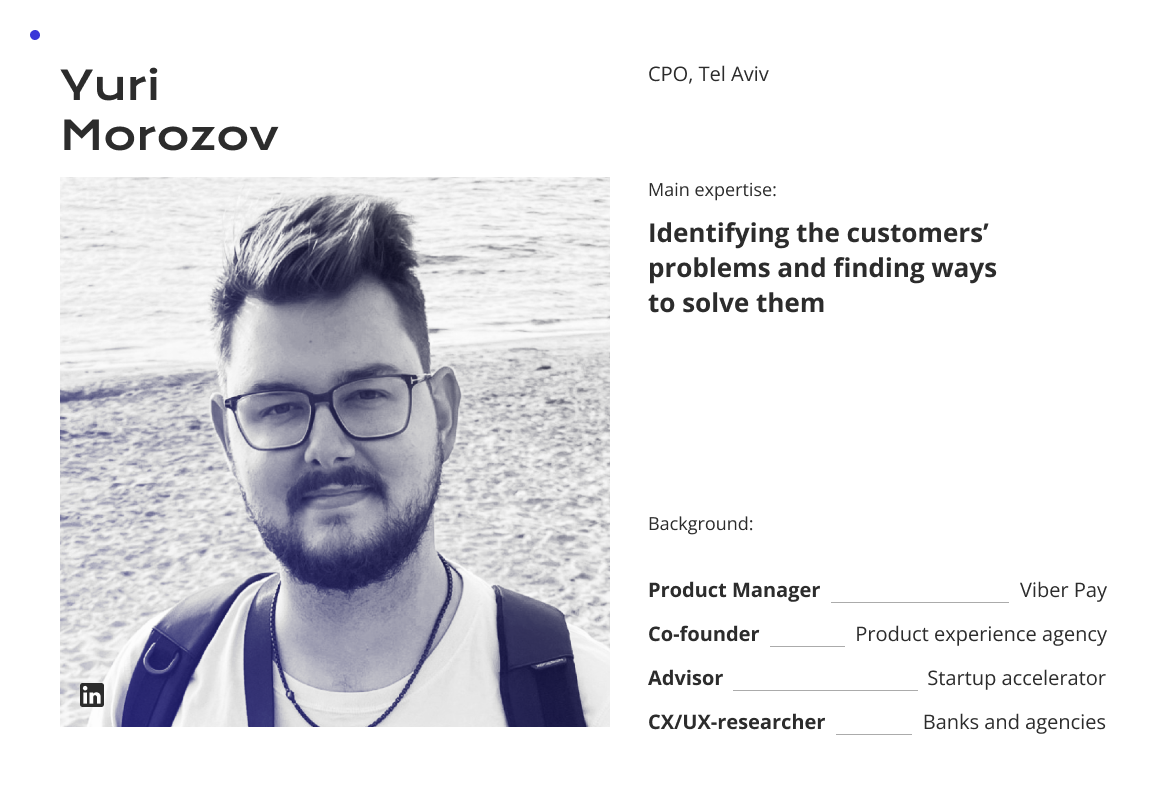 Yuri
Morozov
CPO, Tel Aviv
Main expertise:
Identifying the customers’
problems and finding ways
to solve them
Background:
Product Manager Viber Pay
Co-founder Product experience agency
Advisor Startup accelerator
CX/UX-researcher Banks and agencies
in